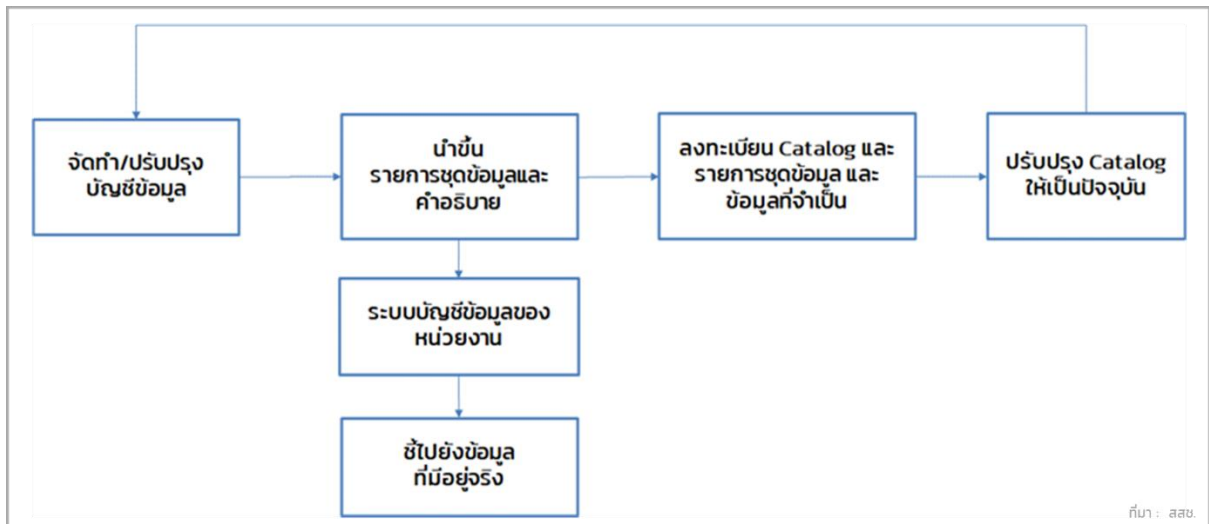 จัดทำ/ปรับปรุง
บัญชีข้อมูล
นำขึ้น
รายการชุดข้อมูลและ
คำอธิบาย
ลงทะเบียน Catalog และ
รายการชุดข้อมูล และ
ข้อมูลที่จำเป็น
ปรับปรุง Catalog
ให้เป็นปัจจุบัน
ระบบบัญชีข้อมูลของ
หน่วยงาน
ชี้ไปยังข้อมูล
ที่มีอยู่จริง
ที่มา : สสช.